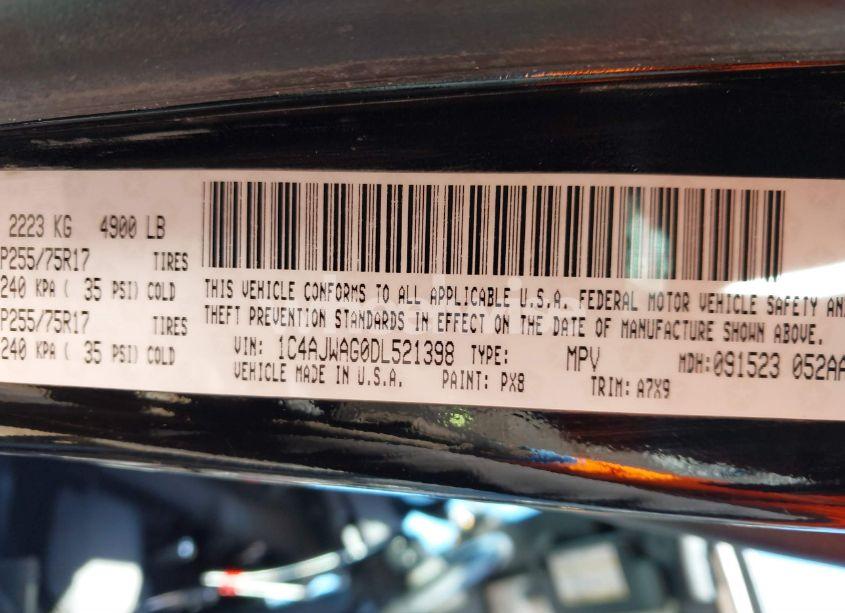 2223 KG 4900 LB
P255/75R17 TIRES
240 KPA ( 35 PSI) COLD
P255/75R17 TIRES
240 KPA ( 35 PSI) COLD
THIS VEHICLE CONFORMS TO ALL APPLICABLE U.S.A. FEDERAL MOTOR VEHICLE SAFETY AND
THEFT PREVENTION STANDARDS IN EFFECT ON THE DATE OF MANUFACTURE SHOWN ABOVE.
VIN: 1C4AJWAG0DL521398 TYPE: MPV MDH:091523 052AA
VEHICLE MADE IN U.S.A. PAINT: PX8 TRIM: A7X9